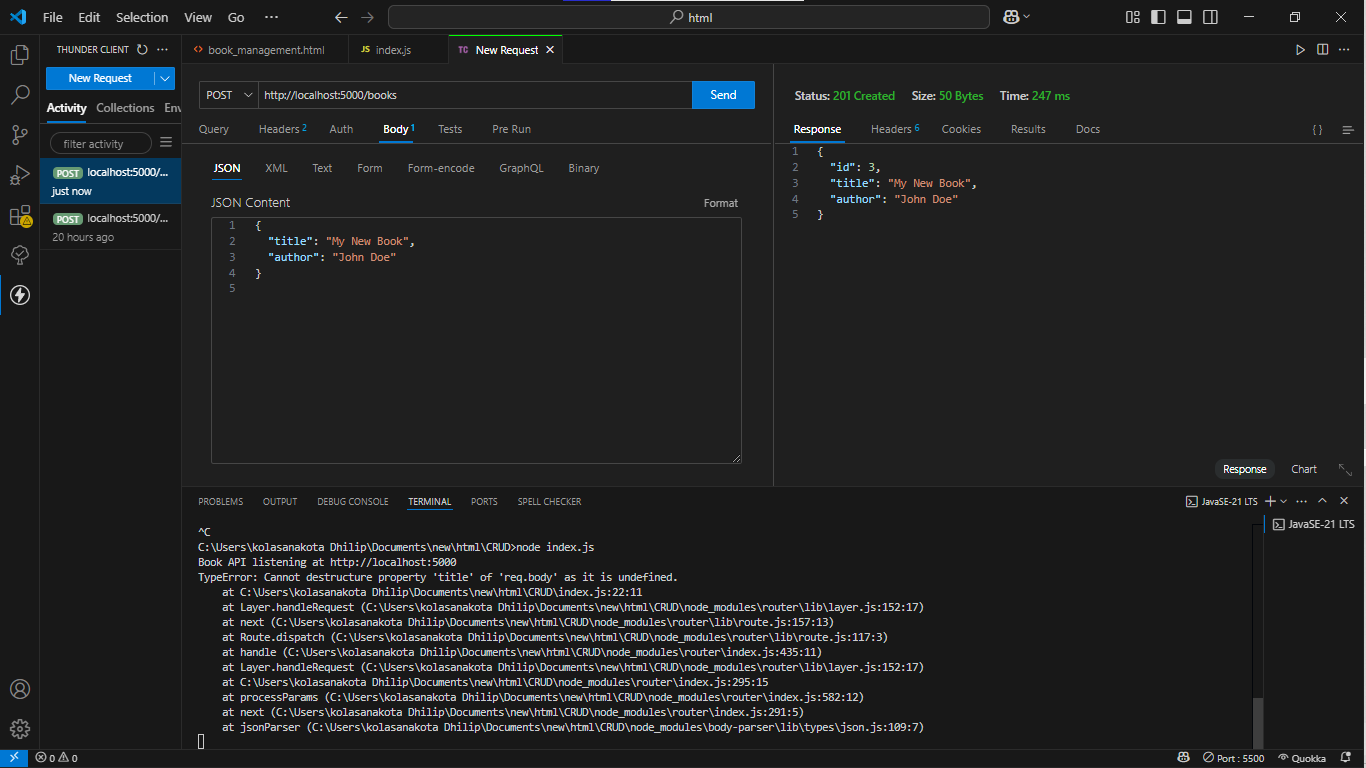 File Edit Selection View Go ··· html
THUNDER CLIENT ···
New Request
Activity Collections Env
filter activity
POST localhost:5000/...
just now
POST localhost:5000/...
20 hours ago
<> book_management.html JS index.js TC New Request
POST http://localhost:5000/books Send
Query Headers 2 Auth Body 1 Tests Pre Run
JSON XML Text Form Form-encode GraphQL Binary
JSON Content Format
1 {
2 "title": "My New Book",
3 "author": "John Doe"
4 }
5
Status: 201 Created Size: 50 Bytes Time: 247 ms
Response Headers 6 Cookies Results Docs { }
1 {
2 "id": 3,
3 "title": "My New Book",
4 "author": "John Doe"
5 }
Response Chart
PROBLEMS OUTPUT DEBUG CONSOLE TERMINAL PORTS SPELL CHECKER JavaSE-21 LTS ···
JavaSE-21 LTS
^C
C:\Users\kolasanakota Dhilip\Documents\new\html\CRUD>node index.js
Book API listening at http://localhost:5000
TypeError: Cannot destructure property 'title' of 'req.body' as it is undefined.
at C:\Users\kolasanakota Dhilip\Documents\new\html\CRUD\index.js:22:11
at Layer.handleRequest (C:\Users\kolasanakota Dhilip\Documents\new\html\CRUD\node_modules\router\lib\layer.js:152:17)
at next (C:\Users\kolasanakota Dhilip\Documents\new\html\CRUD\node_modules\router\lib\route.js:157:13)
at Route.dispatch (C:\Users\kolasanakota Dhilip\Documents\new\html\CRUD\node_modules\router\lib\route.js:117:3)
at handle (C:\Users\kolasanakota Dhilip\Documents\new\html\CRUD\node_modules\router\index.js:435:11)
at Layer.handleRequest (C:\Users\kolasanakota Dhilip\Documents\new\html\CRUD\node_modules\router\lib\layer.js:152:17)
at C:\Users\kolasanakota Dhilip\Documents\new\html\CRUD\node_modules\router\index.js:295:15
at processParams (C:\Users\kolasanakota Dhilip\Documents\new\html\CRUD\node_modules\router\index.js:582:12)
at next (C:\Users\kolasanakota Dhilip\Documents\new\html\CRUD\node_modules\router\index.js:291:5)
at jsonParser (C:\Users\kolasanakota Dhilip\Documents\new\html\CRUD\node_modules\body-parser\lib\types\json.js:109:7)
0 0 Port : 5500 Quokka